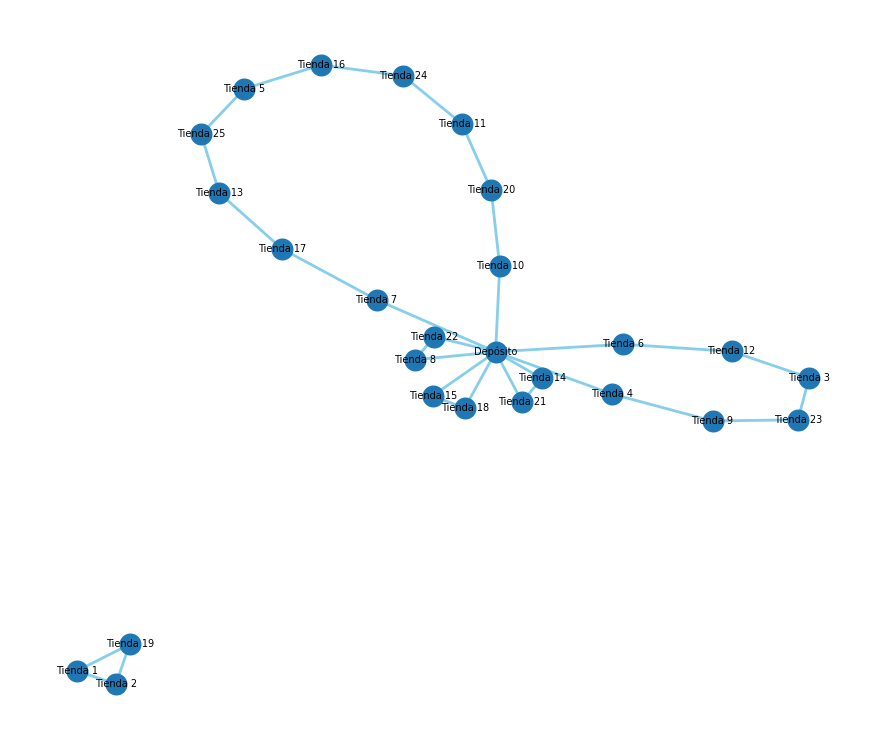 Tienda 16
Tienda 24
Tienda 5
Tienda 11
Tienda 25
Tienda 20
Tienda 13
Tienda 17
Tienda 10
Tienda 7
Tienda 22
Tienda 6
Depósito
Tienda 12
Tienda 8
Tienda 14
Tienda 3
Tienda 15
Tienda 4
Tienda 21
Tienda 18
Tienda 9
Tienda 23
Tienda 19
Tienda 1
Tienda 2